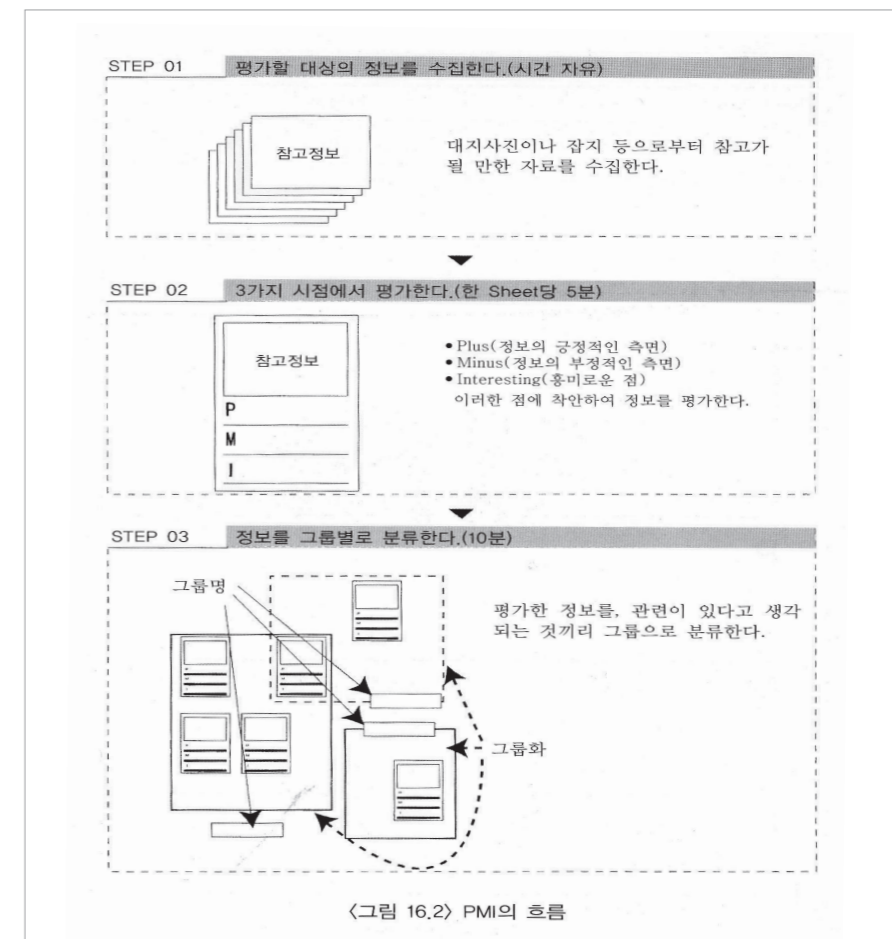 STEP 01 평가할 대상의 정보를 수집한다.(시간 자유)
참고정보
대지사진이나 잡지 등으로부터 참고가
될 만한 자료를 수집한다.
STEP 02 3가지 시점에서 평가한다.(한 Sheet당 5분)
참고정보
P
M
I
•Plus(정보의 긍정적인 측면)
•Minus(정보의 부정적인 측면)
•Interesting(흥미로운 점)
이러한 점에 착안하여 정보를 평가한다.
STEP 03 정보를 그룹별로 분류한다.(10분)
그룹명
평가한 정보를, 관련이 있다고 생각
되는 것끼리 그룹으로 분류한다.
그룹화
〈그림 16.2〉 PMI의 흐름